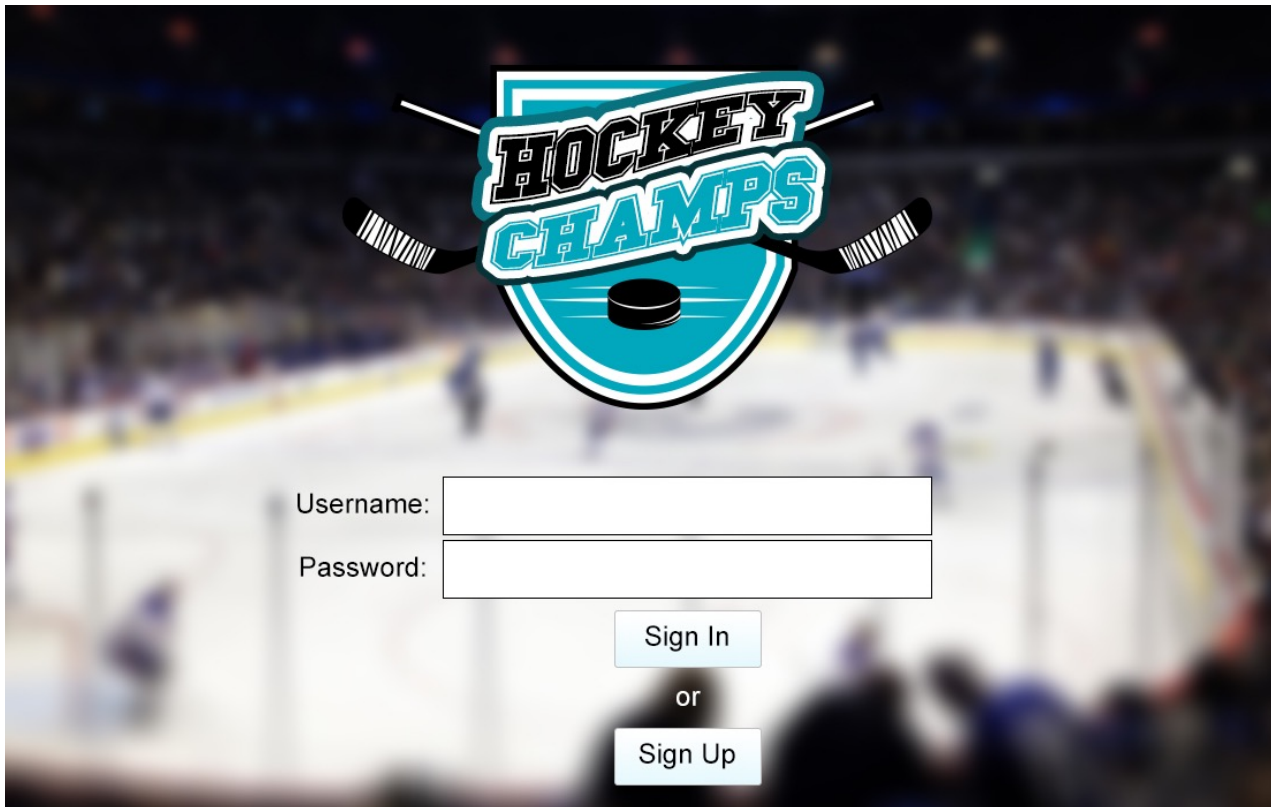 HOCKEY
CHAMPS
Username:
Password:
Sign In
or
Sign Up